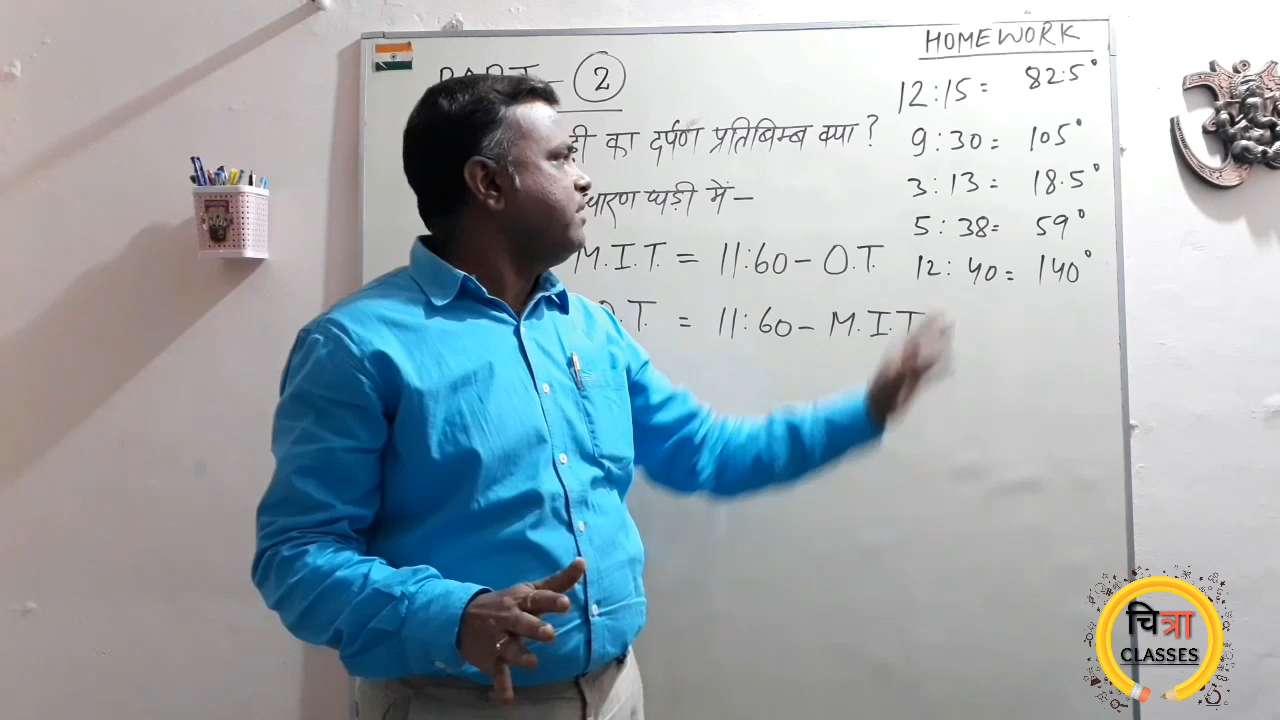 PART - 2
का दर्पण प्रतिबिम्ब क्या ?
घड़ी में -
M.I.T. = 11:60 - O.T.
O.T. = 11:60 - M.I.T.
HOMEWORK
12:15 = 82.5°
9:30 = 105°
3:13 = 18.5°
5:38 = 59°
12:40 = 140°
चित्रा
CLASSES